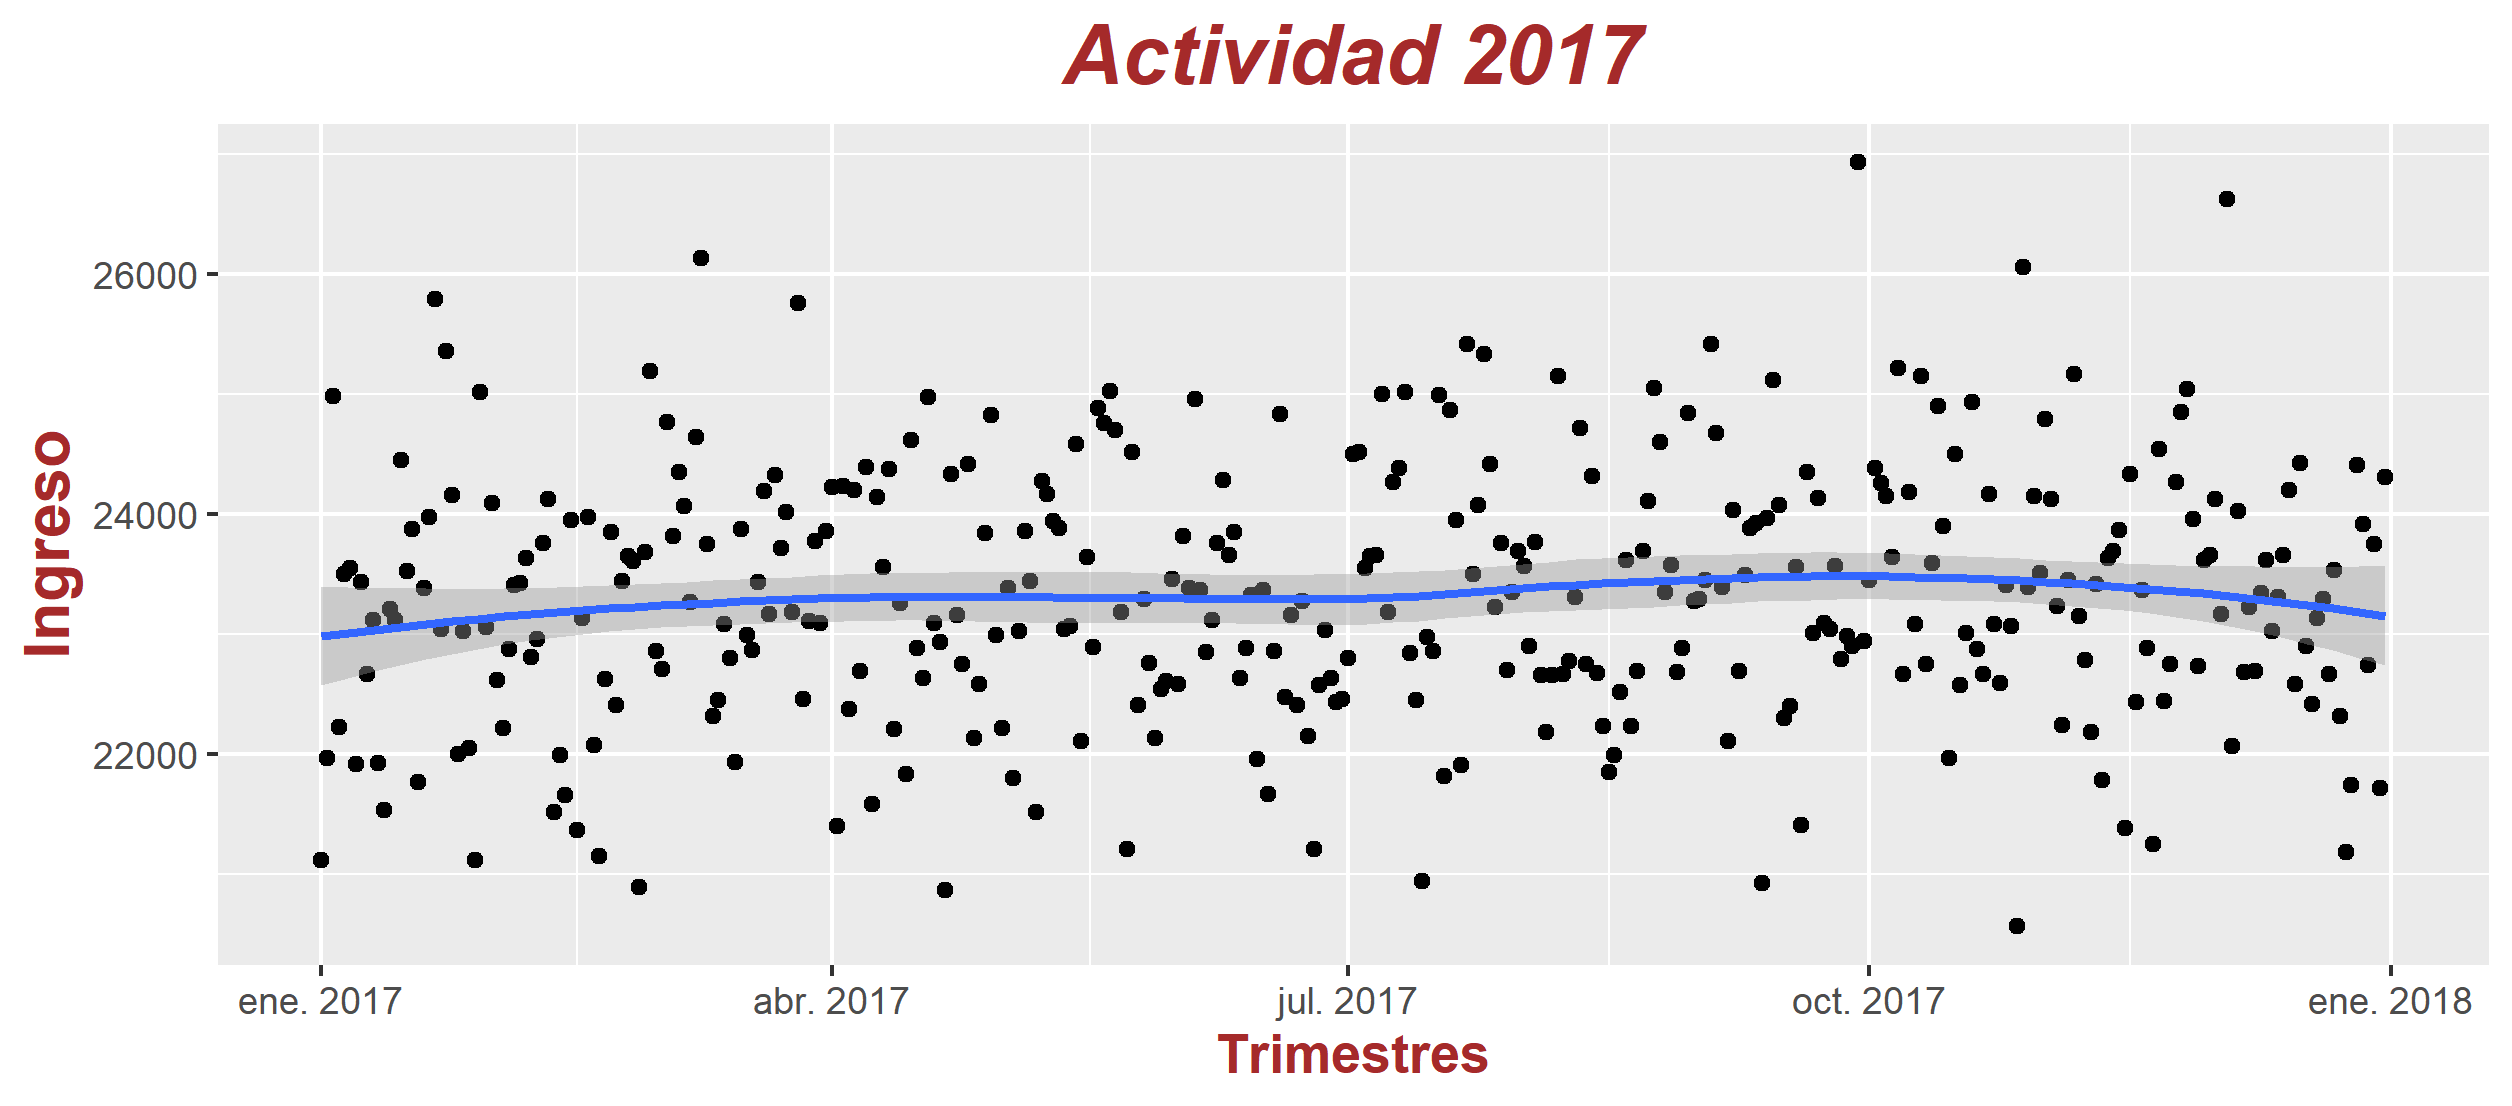 Actividad 2017
Ingreso
26000
24000
22000
ene. 2017 abr. 2017 jul. 2017 oct. 2017 ene. 2018
Trimestres